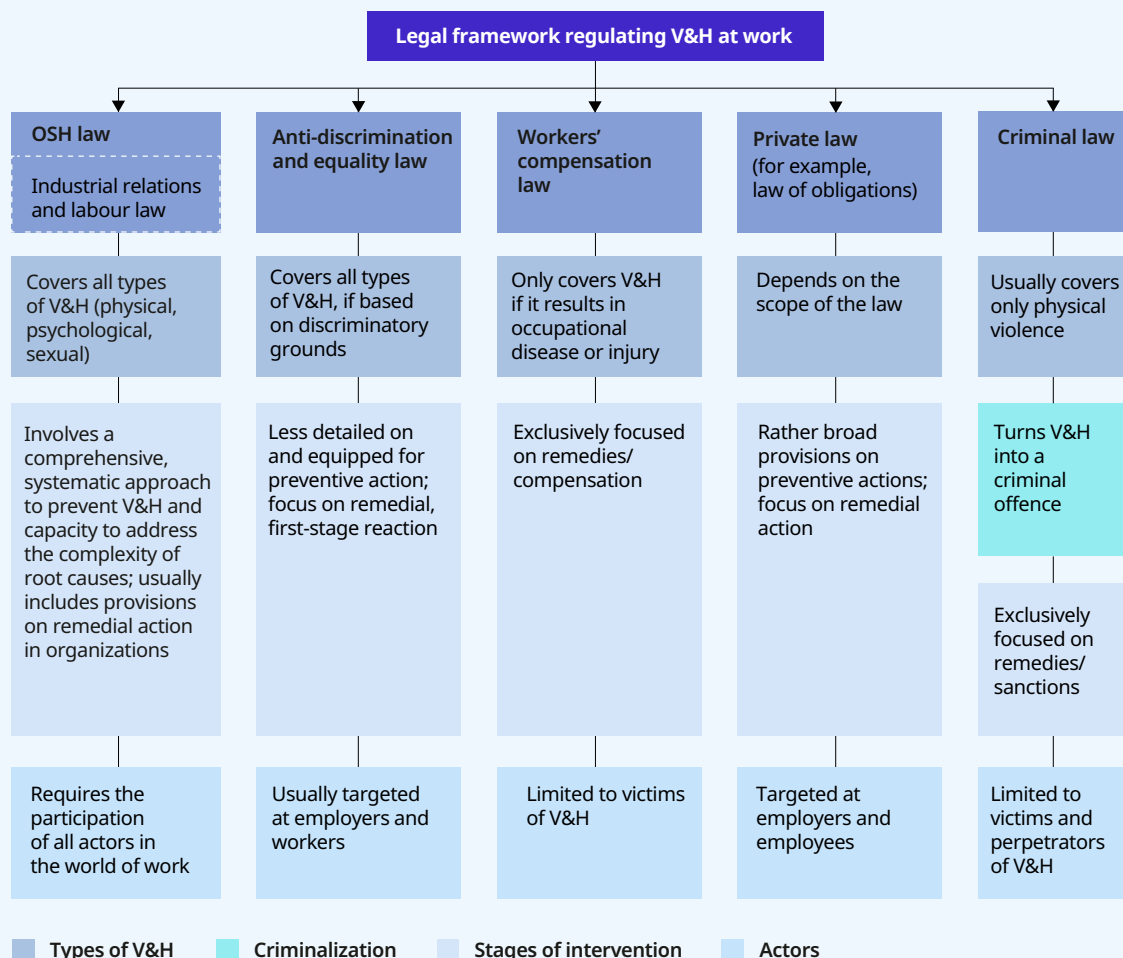 Legal framework regulating V&H at work
OSH law
Industrial relations
and labour law
Anti-discrimination
and equality law
Workers’
compensation
law
Private law
(for example,
law of obligations)
Criminal law
Covers all types
of V&H (physical,
psychological,
sexual)
Covers all types
of V&H, if based
on discriminatory
grounds
Only covers V&H
if it results in
occupational
disease or injury
Depends on the
scope of the law
Usually covers
only physical
violence
Involves a
comprehensive,
systematic approach
to prevent V&H and
capacity to address
the complexity of
root causes; usually
includes provisions
on remedial action
in organizations
Less detailed on
and equipped for
preventive action;
focus on remedial,
first-stage reaction
Exclusively focused
on remedies/
compensation
Rather broad
provisions on
preventive actions;
focus on remedial
action
Turns V&H
into a
criminal
offence
Exclusively
focused on
remedies/
sanctions
Requires the
participation
of all actors in
the world of work
Usually targeted
at employers and
workers
Limited to victims
of V&H
Targeted at
employers and
employees
Limited to
victims and
perpetrators
of V&H
Types of V&H
Criminalization
Stages of intervention
Actors